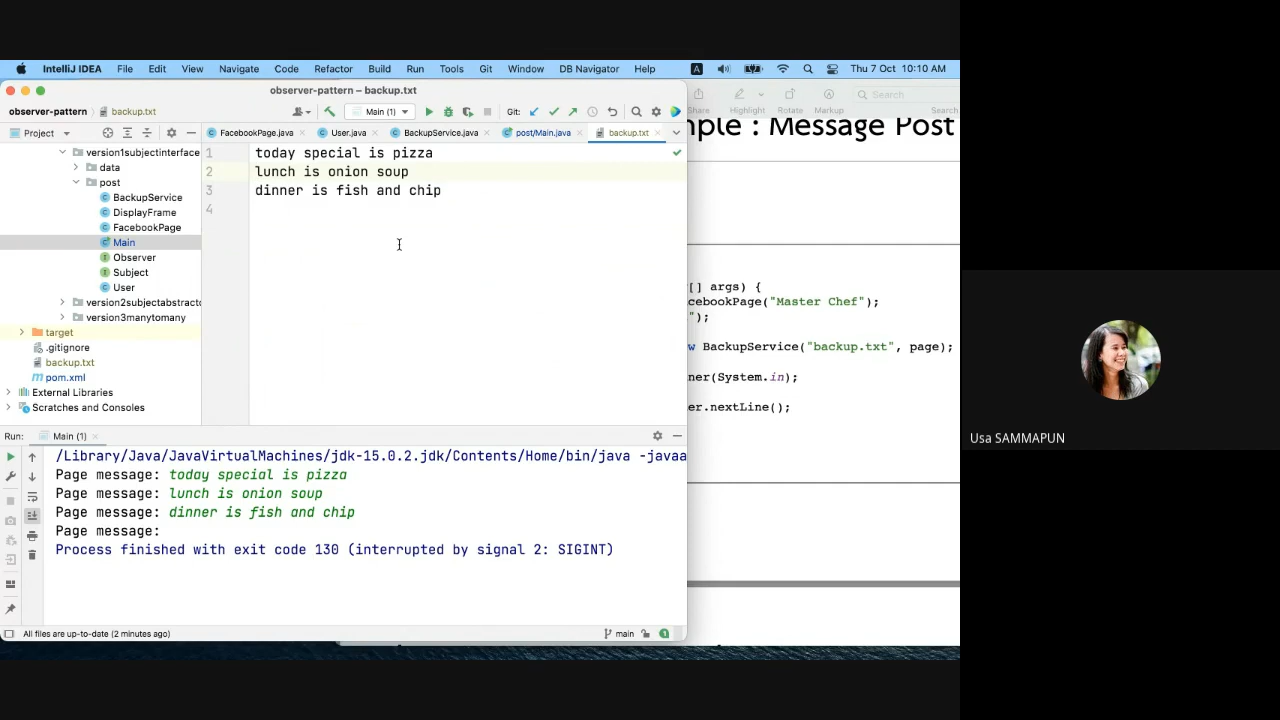 IntelliJ IDEA File Edit View Navigate Code Refactor Build Run Tools Git Window DB Navigator Help A Thu 7 Oct 10:10 AM
observer-pattern – backup.txt
observer-pattern backup.txt Main (1) Git:
Share Highlight Rotate Markup Search Search
Project FacebookPage.java User.java BackupService.java post/Main.java backup.txt
mple : Message Post
version1subjectinterface
data
post
BackupService
DisplayFrame
FacebookPage
Main
Observer
Subject
User
version2subjectabstractc
version3manytomany
target
.gitignore
backup.txt
pom.xml
External Libraries
Scratches and Consoles
1 today special is pizza
2 lunch is onion soup
3 dinner is fish and chip
4
[] args) {
cebookPage("Master Chef");
");
w BackupService("backup.txt", page);
ner(System.in);
er.nextLine();
Usa SAMMAPUN
Run: Main (1)
/Library/Java/JavaVirtualMachines/jdk-15.0.2.jdk/Contents/Home/bin/java -javaa
Page message: today special is pizza
Page message: lunch is onion soup
Page message: dinner is fish and chip
Page message:
Process finished with exit code 130 (interrupted by signal 2: SIGINT)
All files are up-to-date (2 minutes ago) main 1